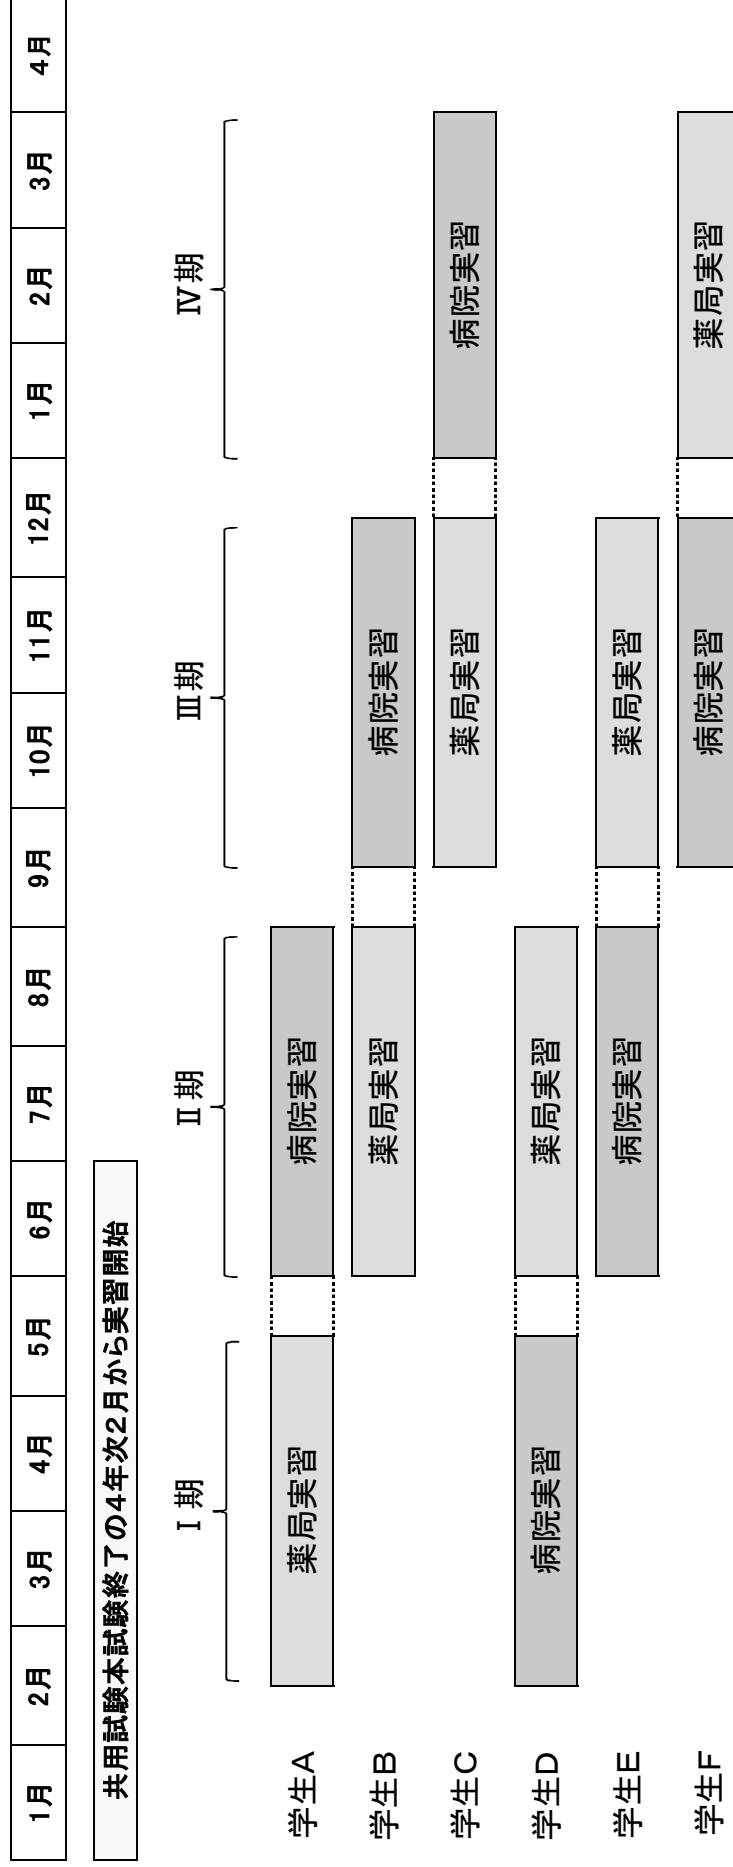 1月 2月 3月 4月 5月 6月 7月 8月 9月 10月 11月 12月 1月 2月 3月 4月
共用試験本試験終了の4年次2月から実習開始
Ⅰ期 Ⅱ期 Ⅲ期 Ⅳ期
学生A 薬局実習 病院実習
学生B 薬局実習 病院実習
学生C 薬局実習 病院実習
学生D 病院実習 薬局実習
学生E 病院実習 薬局実習
学生F 病院実習 薬局実習